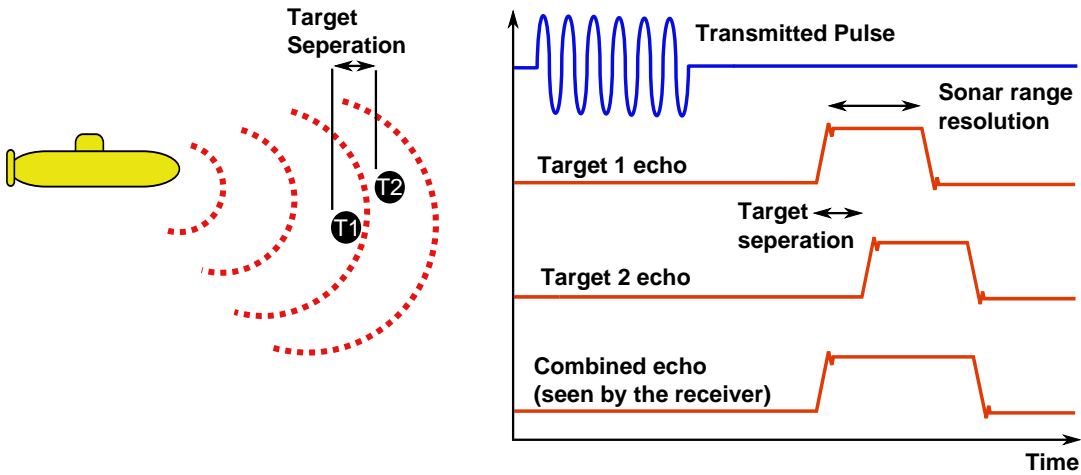 Target
Seperation
T2
T1
Transmitted Pulse
Sonar range
resolution
Target 1 echo
Target
seperation
Target 2 echo
Combined echo
(seen by the receiver)
Time